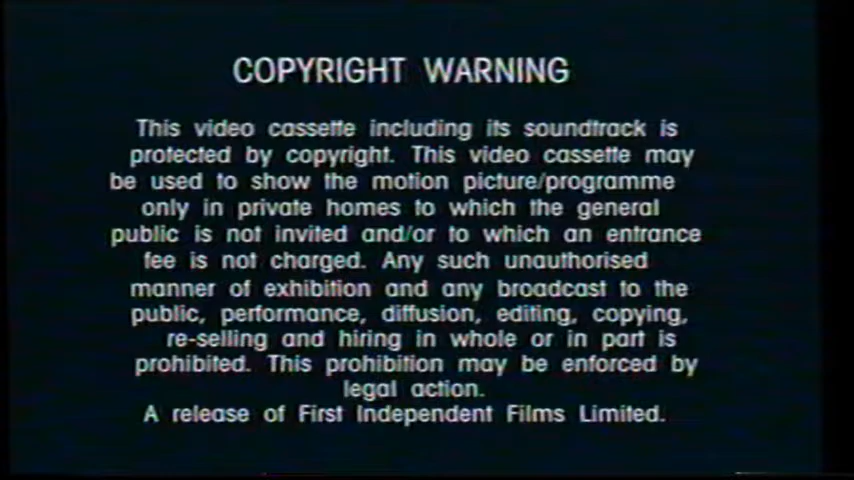 COPYRIGHT WARNING
This video cassette including its soundtrack is
protected by copyright. This video cassette may
be used to show the motion picture/programme
only in private homes to which the general
public is not invited and/or to which an entrance
fee is not charged. Any such unauthorised
manner of exhibition and any broadcast to the
public, performance, diffusion, editing, copying,
re-selling and hiring in whole or in part is
prohibited. This prohibition may be enforced by
legal action.
A release of First Independent Films Limited.